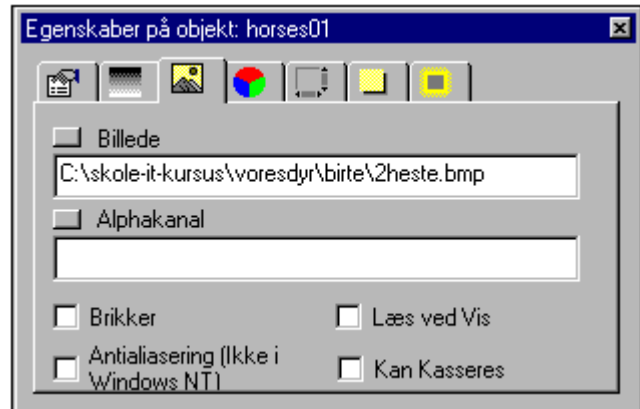 Egenskaber på objekt: horses01
Billede
C:\skole-it-kursus\voresdyr\birte\2heste.bmp
Alphakanal
Brikker
Læs ved Vis
Antialiasering (Ikke i
Windows NT)
Kan Kasseres